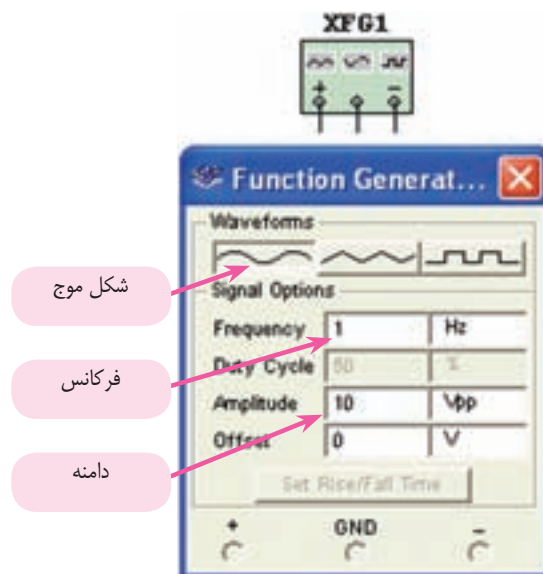 XFG1
Function Generat...
Waveforms
شکل موج
Signal Options
Frequency 1 Hz
فرکانس
Duty Cycle 50 %
Amplitude 10 Vpp
دامنه
Offset 0 V
Set Rise/Fall Time
+ GND -